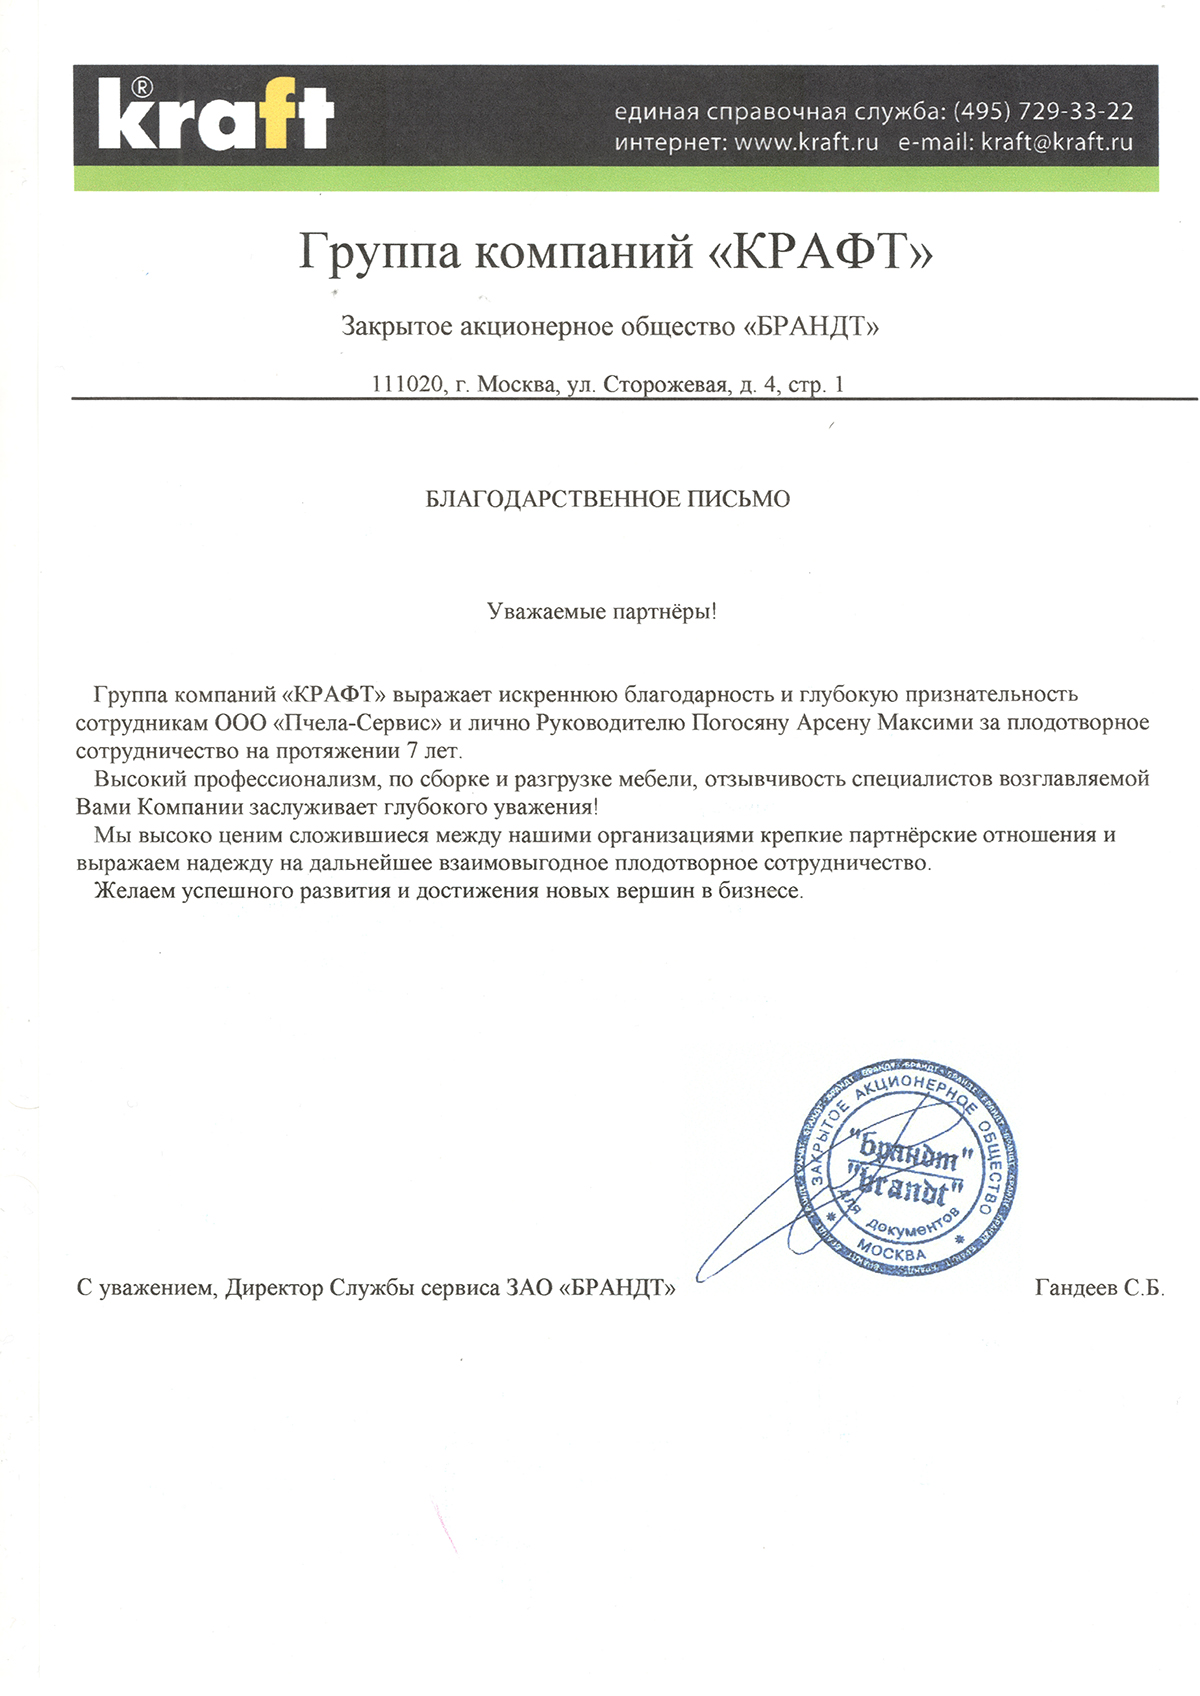 kraft®
единая справочная служба: (495) 729-33-22
интернет: www.kraft.ru e-mail: kraft@kraft.ru
Группа компаний «КРАФТ»
Закрытое акционерное общество «БРАНДТ»
111020, г. Москва, ул. Сторожевая, д. 4, стр. 1
БЛАГОДАРСТВЕННОЕ ПИСЬМО
Уважаемые партнёры!
Группа компаний «КРАФТ» выражает искреннюю благодарность и глубокую признательность
сотрудникам ООО «Пчела-Сервис» и лично Руководителю Погосяну Арсену Максими за плодотворное
сотрудничество на протяжении 7 лет.
Высокий профессионализм, по сборке и разгрузке мебели, отзывчивость специалистов возглавляемой
Вами Компании заслуживает глубокого уважения!
Мы высоко ценим сложившиеся между нашими организациями крепкие партнёрские отношения и
выражаем надежду на дальнейшее взаимовыгодное плодотворное сотрудничество.
Желаем успешного развития и достижения новых вершин в бизнесе.
ЗАКРЫТОЕ АКЦИОНЕРНОЕ ОБЩЕСТВО
"Брандт"
"brandt"
для документов
* МОСКВА *
С уважением, Директор Службы сервиса ЗАО «БРАНДТ»
Гандеев С.Б.